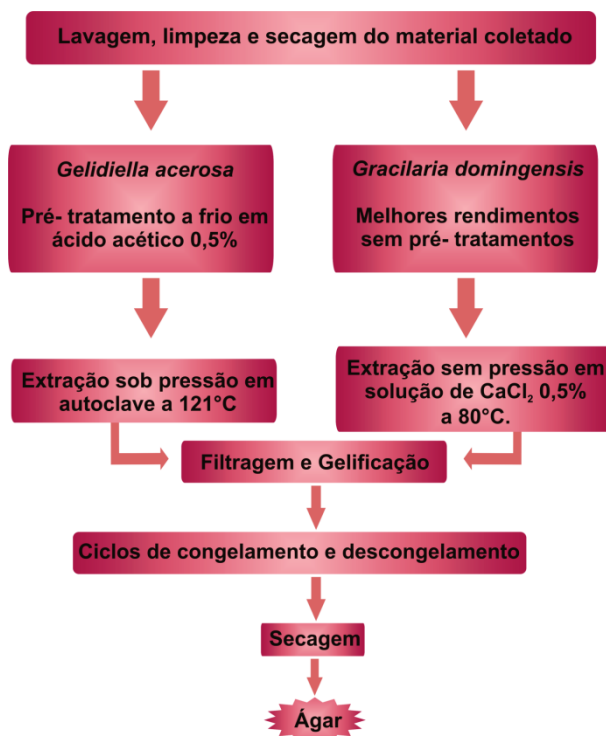 Lavagem, limpeza e secagem do material coletado
Gelidiella acerosa
Pré- tratamento a frio em
ácido acético 0,5%
Gracilaria domingensis
Melhores rendimentos
sem pré- tratamentos
Extração sob pressão em
autoclave a 121°C
Extração sem pressão em
solução de CaCl₂ 0,5%
a 80°C.
Filtragem e Gelificação
Ciclos de congelamento e descongelamento
Secagem
Ágar